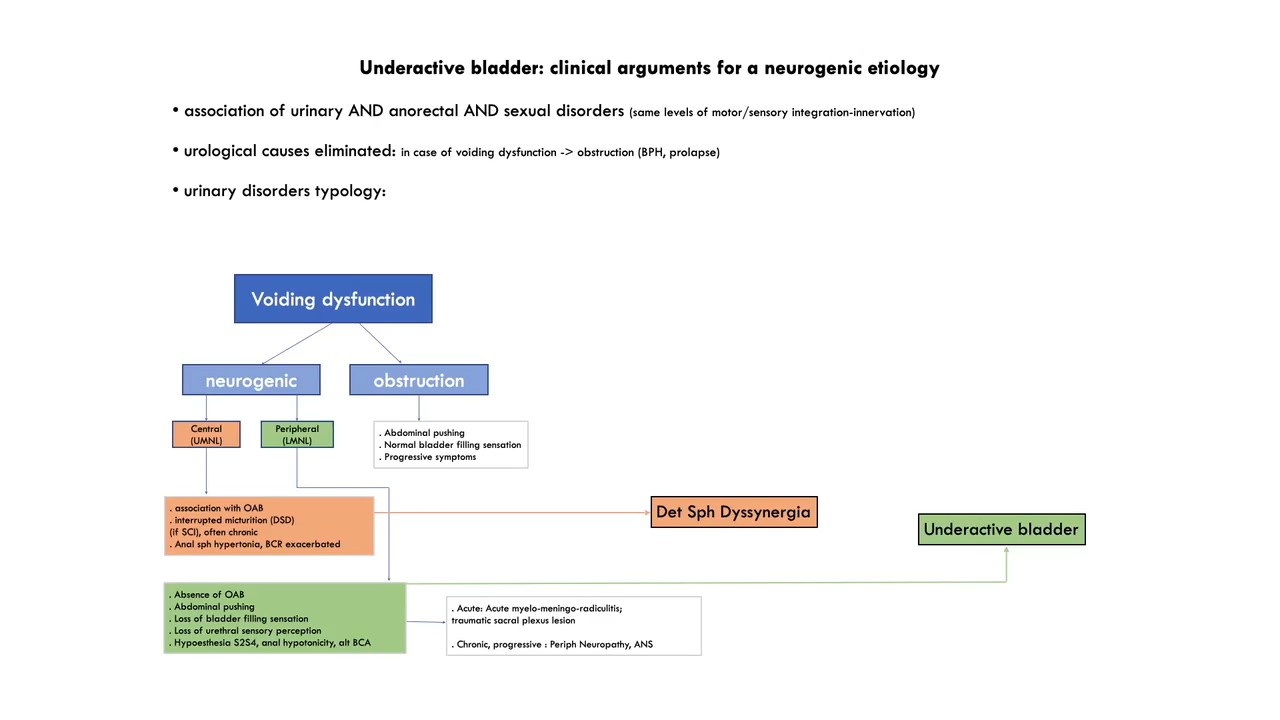 Underactive bladder: clinical arguments for a neurogenic etiology
• association of urinary AND anorectal AND sexual disorders (same levels of motor/sensory integration-innervation)
• urological causes eliminated: in case of voiding dysfunction -> obstruction (BPH, prolapse)
• urinary disorders typology:
Voiding dysfunction
neurogenic
obstruction
Central
(UMNL)
Peripheral
(LMNL)
. Abdominal pushing
. Normal bladder filling sensation
. Progressive symptoms
. association with OAB
. interrupted micturition (DSD)
(if SCI), often chronic
. Anal sph hypertonia, BCR exacerbated
Det Sph Dyssynergia
Underactive bladder
. Absence of OAB
. Abdominal pushing
. Loss of bladder filling sensation
. Loss of urethral sensory perception
. Hypoesthesia S2S4, anal hypotonicity, alt BCA
. Acute: Acute myelo-meningo-radiculitis;
traumatic sacral plexus lesion
. Chronic, progressive : Periph Neuropathy, ANS